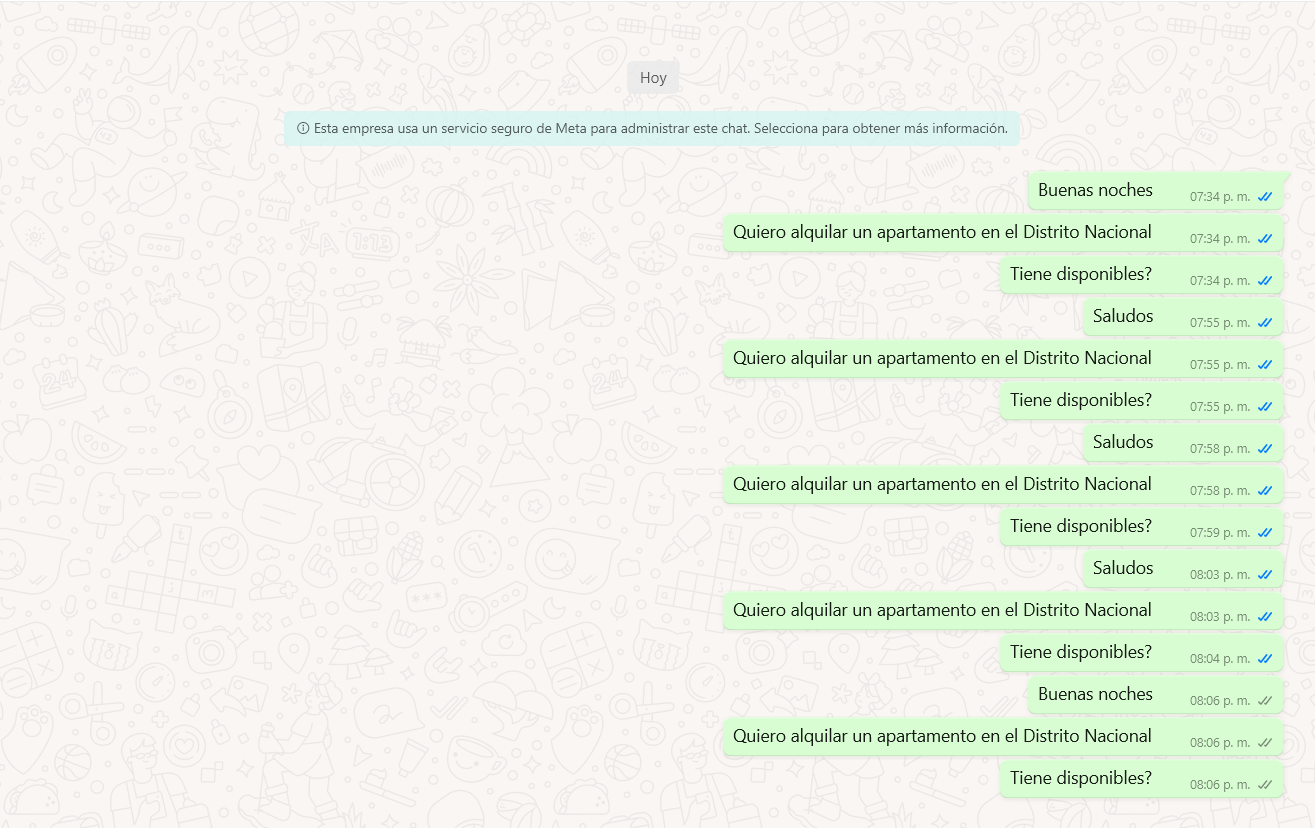 Hoy
Esta empresa usa un servicio seguro de Meta para administrar este chat. Selecciona para obtener más información.
Buenas noches 07:34 p. m.
Quiero alquilar un apartamento en el Distrito Nacional 07:34 p. m.
Tiene disponibles? 07:34 p. m.
Saludos 07:55 p. m.
Quiero alquilar un apartamento en el Distrito Nacional 07:55 p. m.
Tiene disponibles? 07:55 p. m.
Saludos 07:58 p. m.
Quiero alquilar un apartamento en el Distrito Nacional 07:58 p. m.
Tiene disponibles? 07:59 p. m.
Saludos 08:03 p. m.
Quiero alquilar un apartamento en el Distrito Nacional 08:03 p. m.
Tiene disponibles? 08:04 p. m.
Buenas noches 08:06 p. m.
Quiero alquilar un apartamento en el Distrito Nacional 08:06 p. m.
Tiene disponibles? 08:06 p. m.